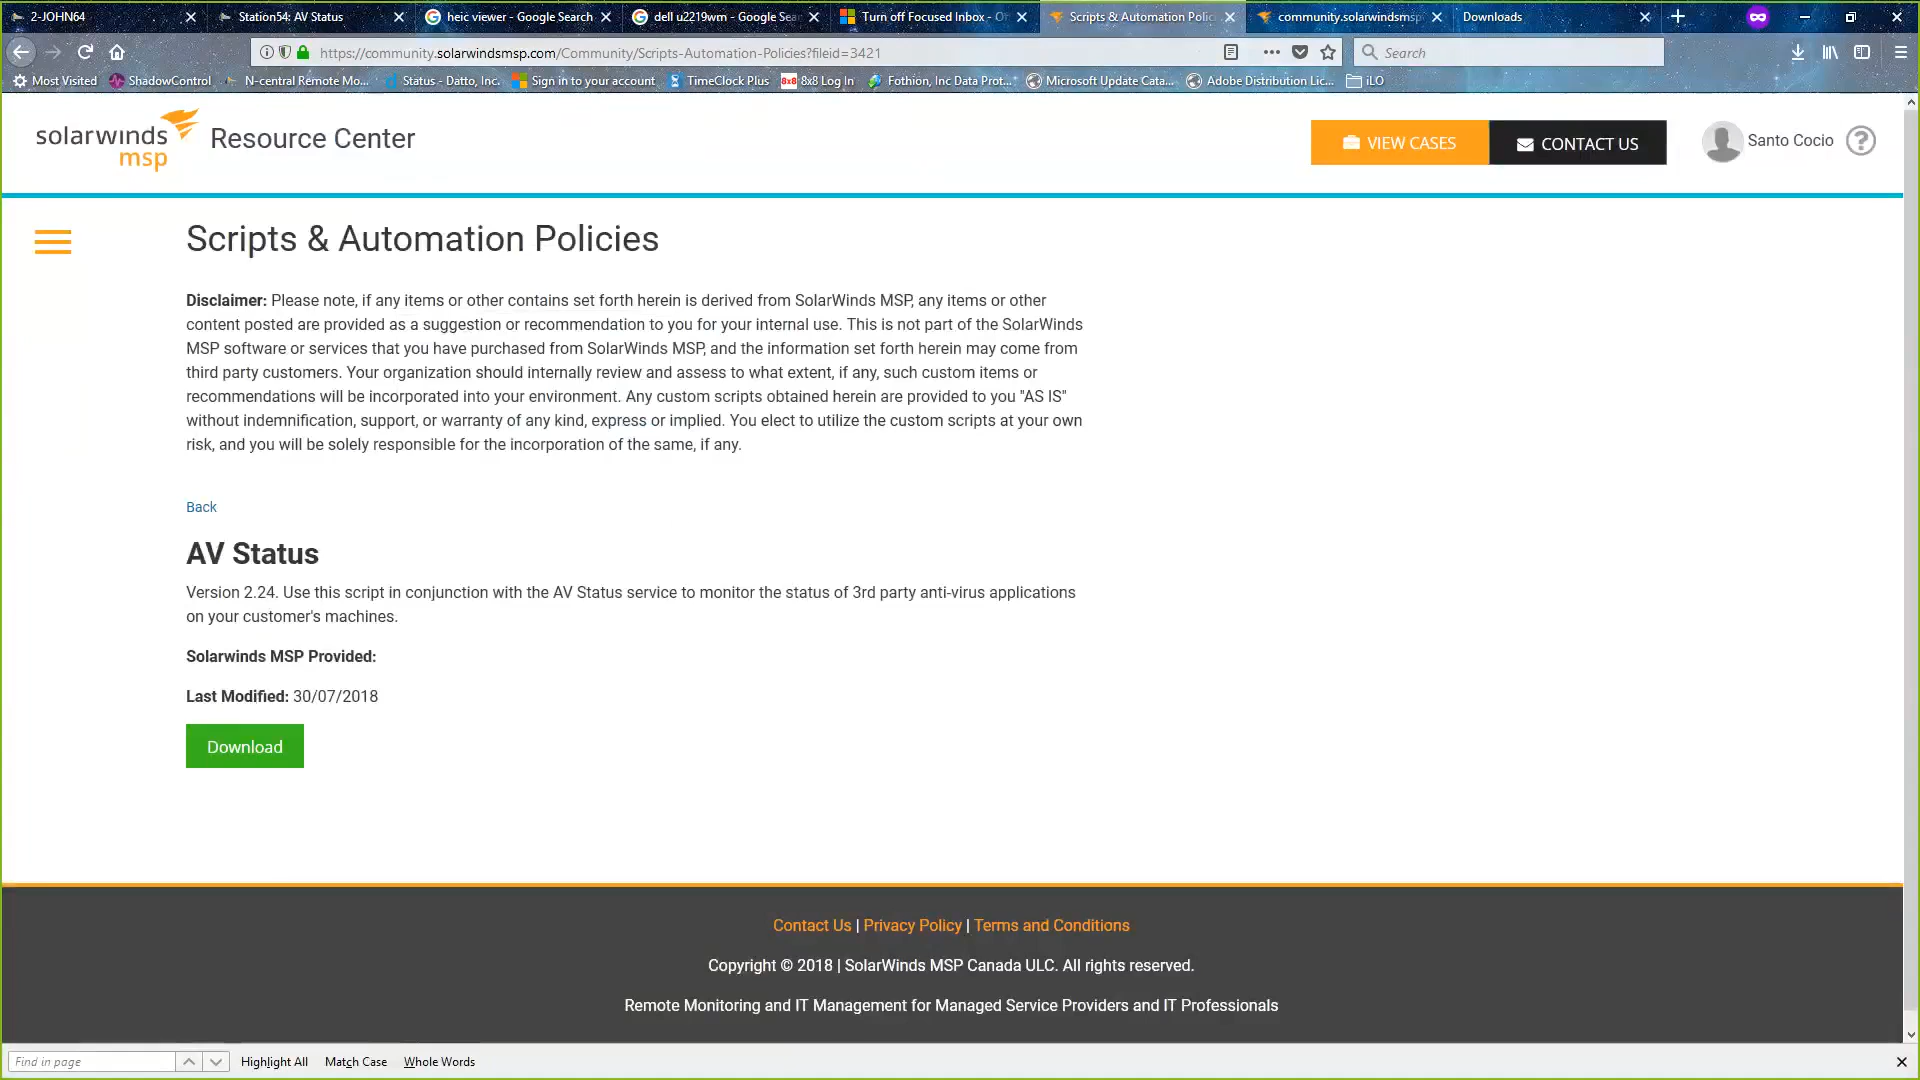 2-JOHN64
Station54: AV Status
heic viewer - Google Search
dell u2219wm - Google Sea
Turn off Focused Inbox - O
Scripts & Automation Polic
community.solarwindsmsp
Downloads
https://community.solarwindsmsp.com/Community/Scripts-Automation-Policies?fileid=3421
Search
Most Visited
ShadowControl
N-central Remote Mo...
Status - Datto, Inc.
Sign in to your account
TimeClock Plus
8x8 8x8 Log In
Fothion, Inc Data Prot...
Microsoft Update Cata...
Adobe Distribution Lic...
iLO
solarwinds
msp
Resource Center
VIEW CASES
CONTACT US
Santo Cocio
?
Scripts & Automation Policies
Disclaimer: Please note, if any items or other contains set forth herein is derived from SolarWinds MSP, any items or other
content posted are provided as a suggestion or recommendation to you for your internal use. This is not part of the SolarWinds
MSP software or services that you have purchased from SolarWinds MSP, and the information set forth herein may come from
third party customers. Your organization should internally review and assess to what extent, if any, such custom items or
recommendations will be incorporated into your environment. Any custom scripts obtained herein are provided to you "AS IS"
without indemnification, support, or warranty of any kind, express or implied. You elect to utilize the custom scripts at your own
risk, and you will be solely responsible for the incorporation of the same, if any.
Back
AV Status
Version 2.24. Use this script in conjunction with the AV Status service to monitor the status of 3rd party anti-virus applications
on your customer's machines.
Solarwinds MSP Provided:
Last Modified: 30/07/2018
Download
Contact Us | Privacy Policy | Terms and Conditions
Copyright © 2018 | SolarWinds MSP Canada ULC. All rights reserved.
Remote Monitoring and IT Management for Managed Service Providers and IT Professionals
Find in page
Highlight All
Match Case
Whole Words